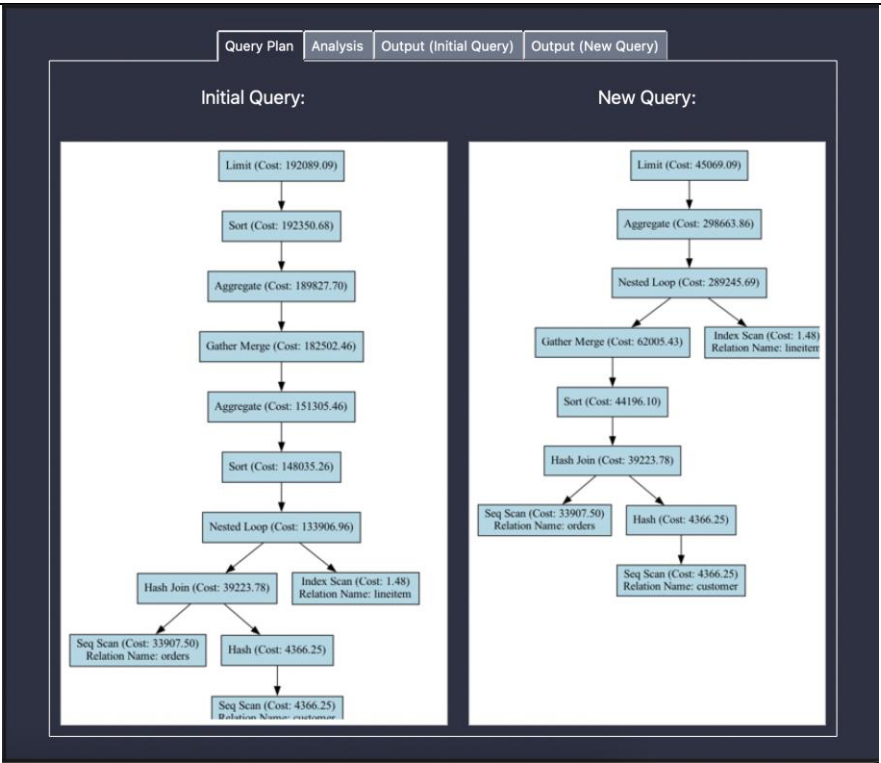 Query Plan
Analysis
Output (Initial Query)
Output (New Query)
Initial Query:
Limit (Cost: 192089.09)
Sort (Cost: 192350.68)
Aggregate (Cost: 189827.70)
Gather Merge (Cost: 182502.46)
Aggregate (Cost: 151305.46)
Sort (Cost: 148035.26)
Nested Loop (Cost: 133906.96)
Hash Join (Cost: 39223.78)
Index Scan (Cost: 1.48)
Relation Name: lineitem
Seq Scan (Cost: 33907.50)
Relation Name: orders
Hash (Cost: 4366.25)
Seq Scan (Cost: 4366.25)
Relation Name: customer
New Query:
Limit (Cost: 45069.09)
Aggregate (Cost: 298663.86)
Nested Loop (Cost: 289245.69)
Gather Merge (Cost: 62005.43)
Index Scan (Cost: 1.48)
Relation Name: lineitem
Sort (Cost: 44196.10)
Hash Join (Cost: 39223.78)
Seq Scan (Cost: 33907.50)
Relation Name: orders
Hash (Cost: 4366.25)
Seq Scan (Cost: 4366.25)
Relation Name: customer